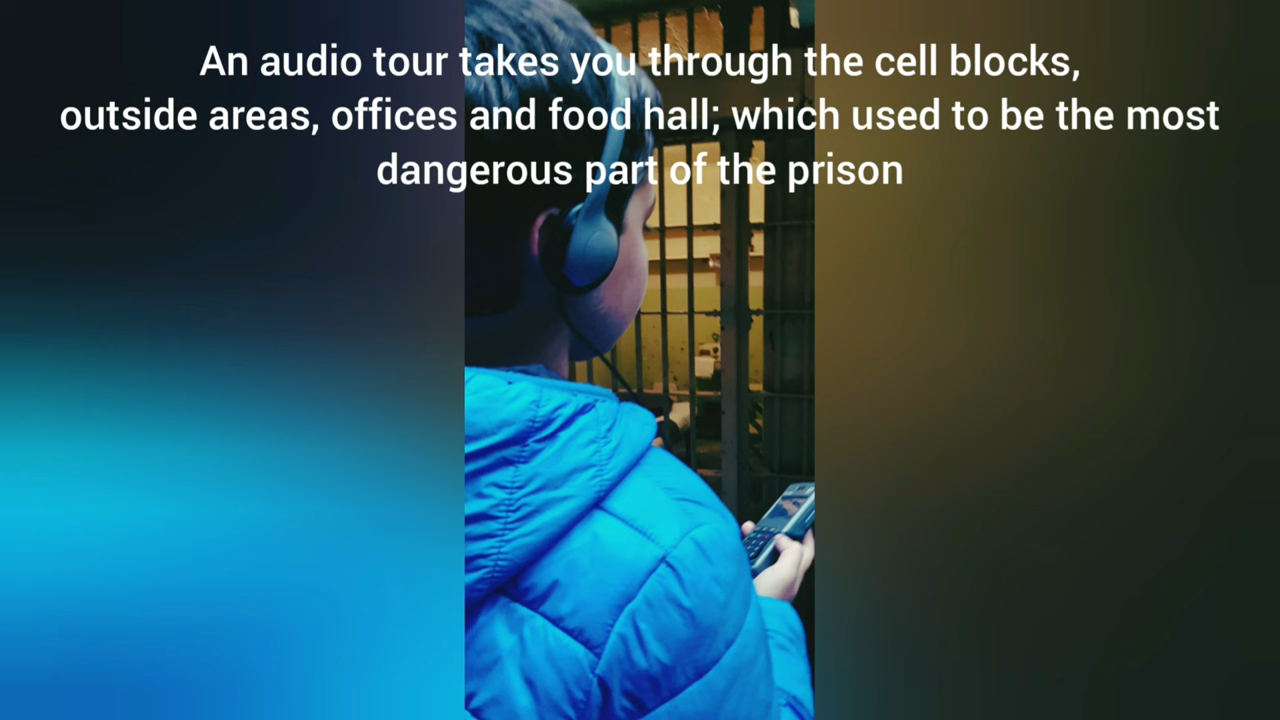 An audio tour takes you through the cell blocks,
outside areas, offices and food hall; which used to be the most
dangerous part of the prison